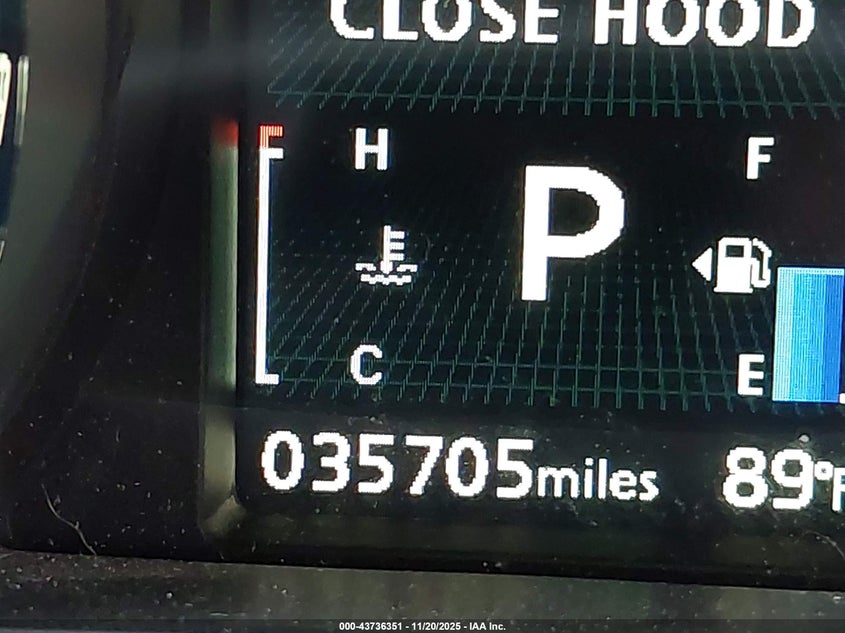 CLOSE HOOD
H
F
P
C
E
035705miles
89°F
000-43736351 - 11/20/2025 - IAA Inc.